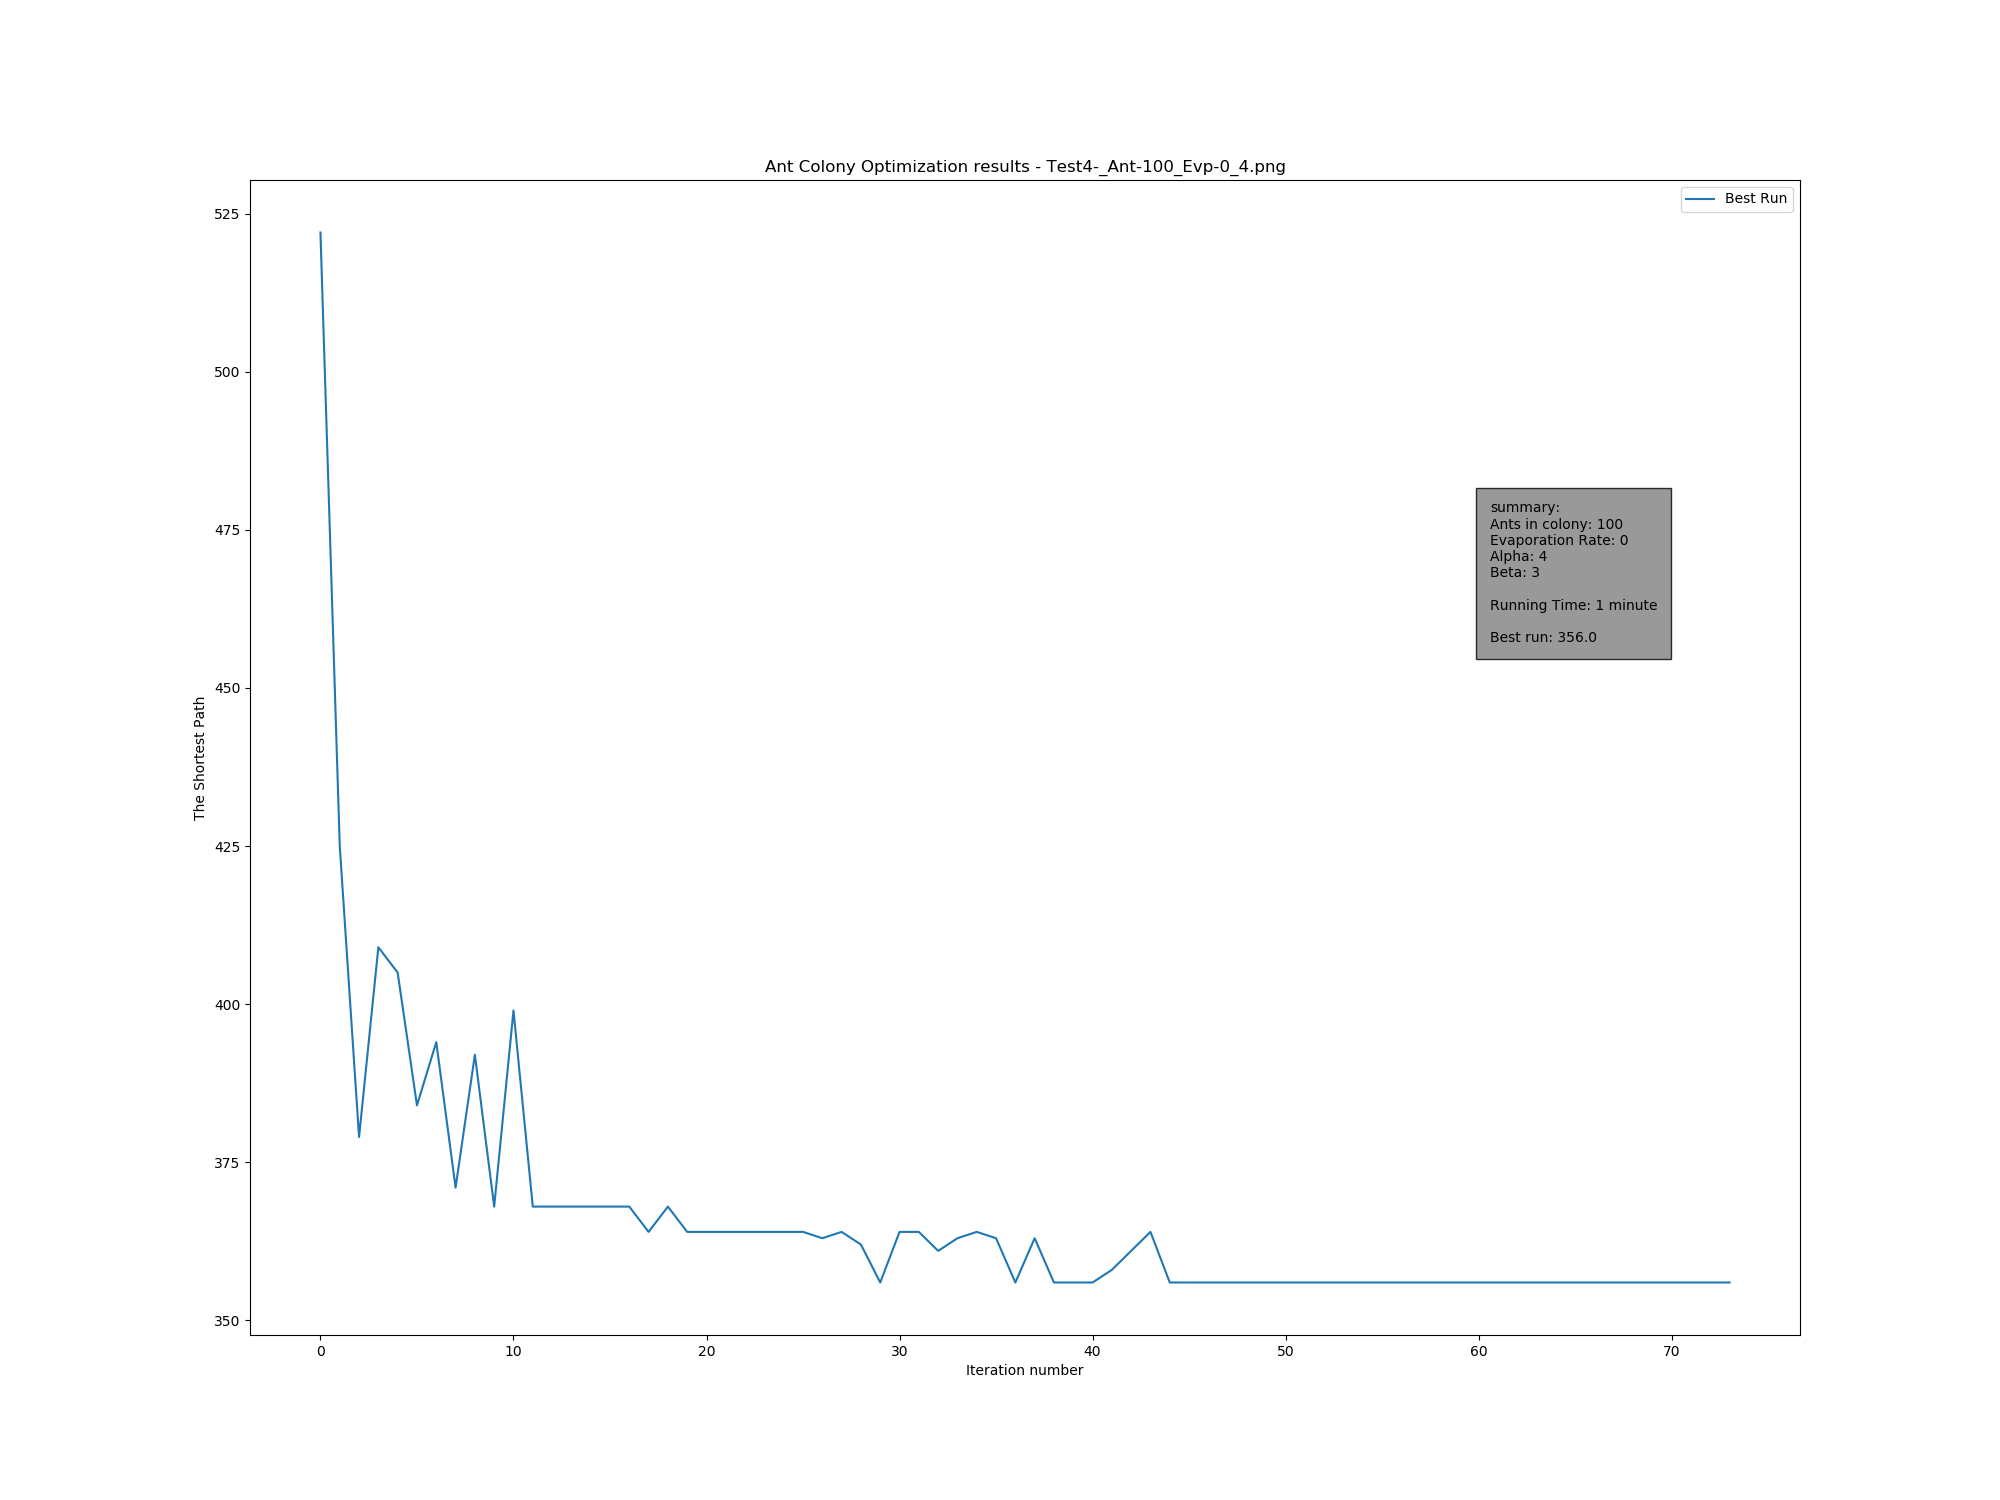 Ant Colony Optimization results - Test4-_Ant-100_Evp-0_4.png
Best Run
525
500
475
450
425
400
375
350
The Shortest Path
summary:
Ants in colony: 100
Evaporation Rate: 0
Alpha: 4
Beta: 3
Running Time: 1 minute
Best run: 356.0
0 10 20 30 40 50 60 70
Iteration number